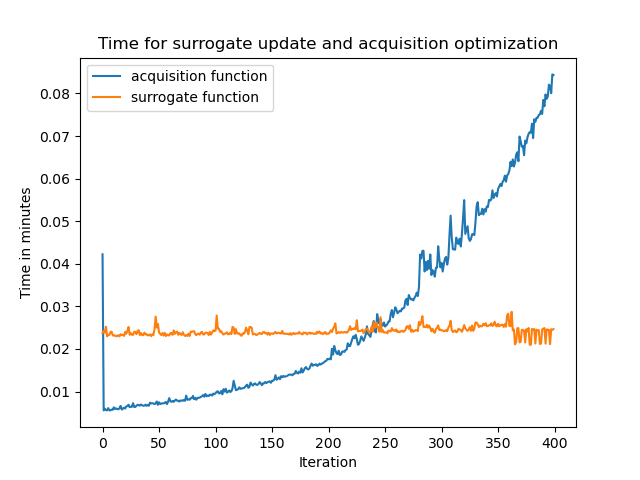 Time for surrogate update and acquisition optimization
acquisition function
surrogate function
Time in minutes
0.08
0.07
0.06
0.05
0.04
0.03
0.02
0.01
0 50 100 150 200 250 300 350 400
Iteration